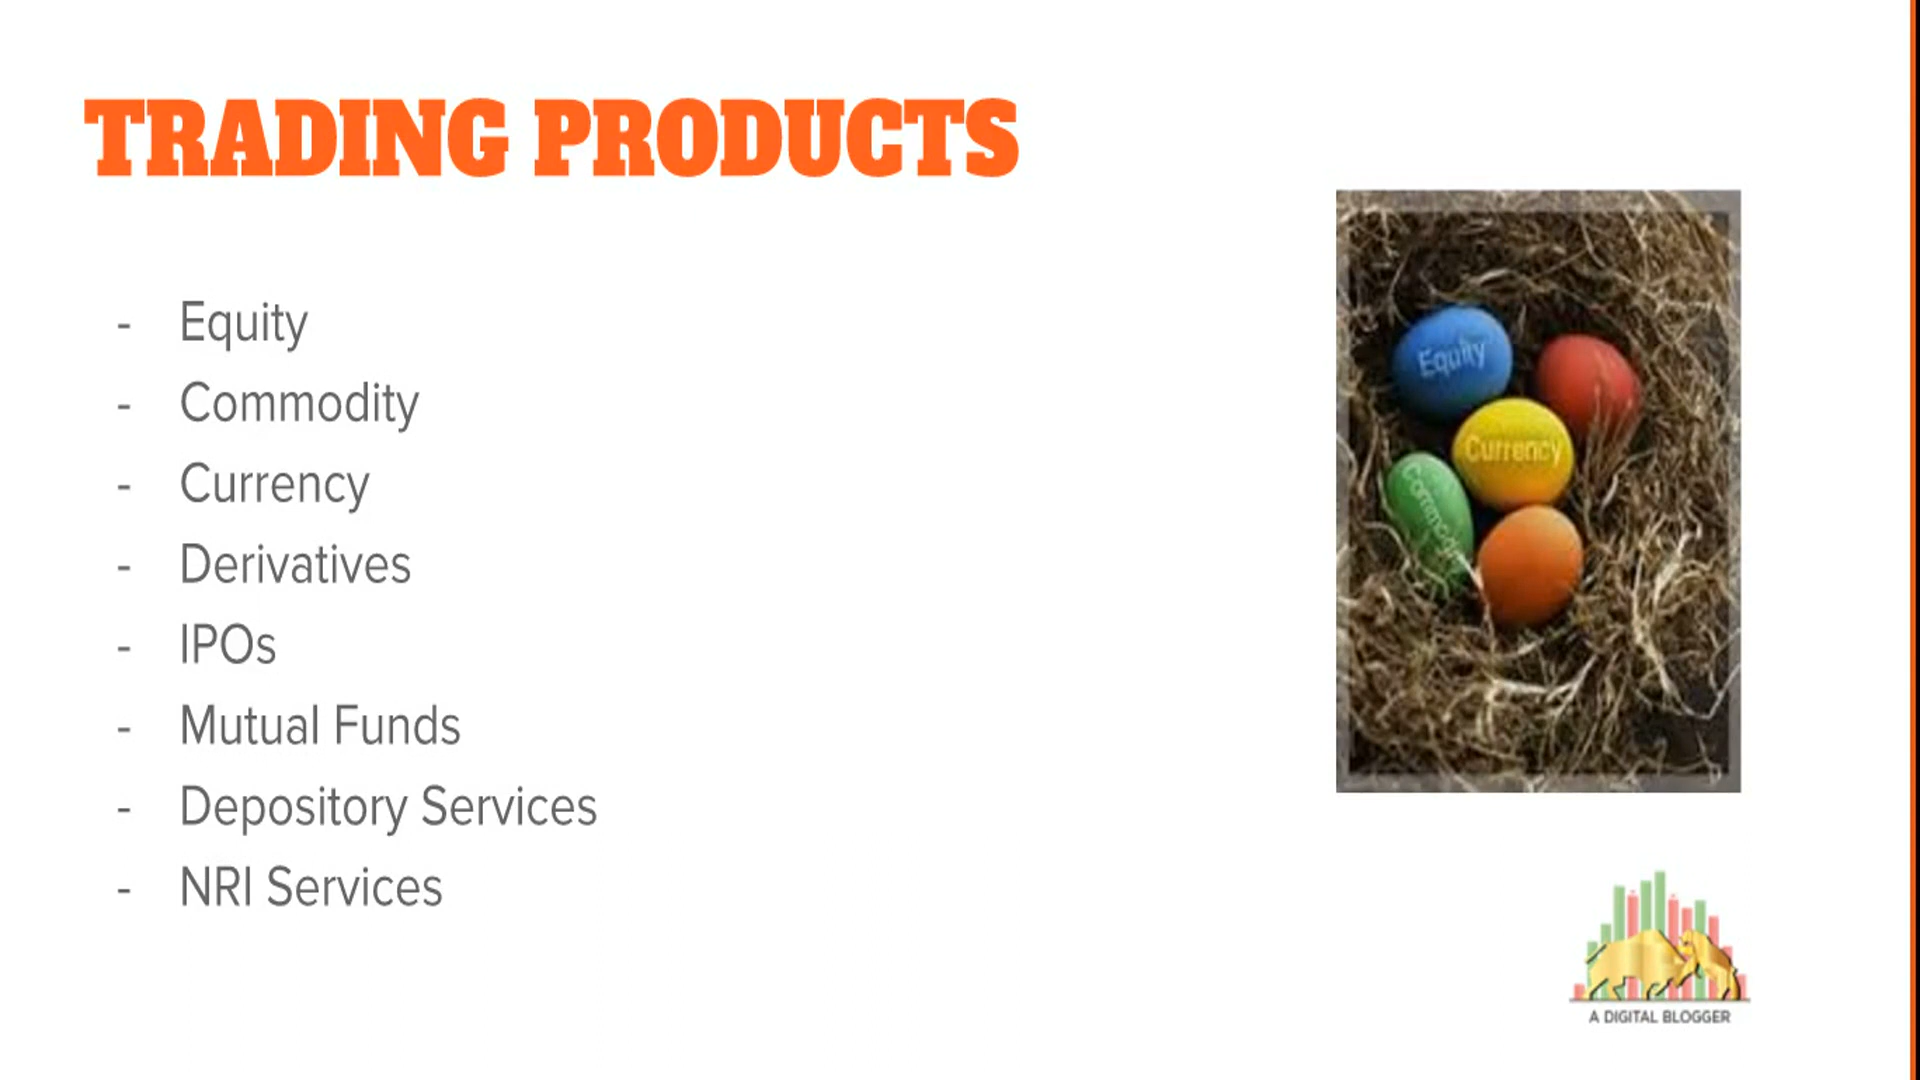 TRADING PRODUCTS
- Equity
- Commodity
- Currency
- Derivatives
- IPOs
- Mutual Funds
- Depository Services
- NRI Services
Equity
Currency
A DIGITAL BLOGGER